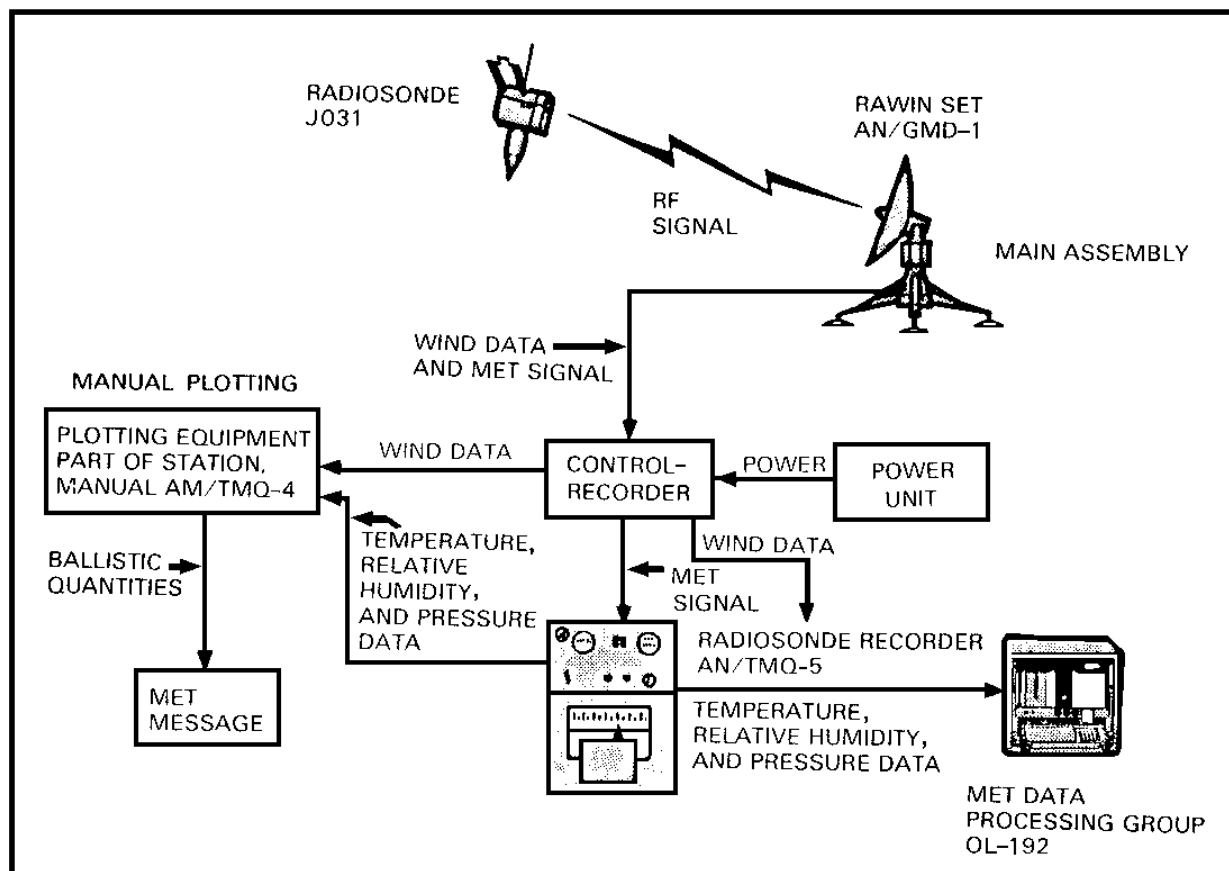 RADIOSONDE
J031
RAWIN SET
AN/GMD-1
RF
SIGNAL
MAIN ASSEMBLY
WIND DATA
AND MET SIGNAL
MANUAL PLOTTING
PLOTTING EQUIPMENT
PART OF STATION,
MANUAL AM/TMQ-4
WIND DATA
CONTROL-
RECORDER
POWER
POWER
UNIT
BALLISTIC
QUANTITIES
TEMPERATURE,
RELATIVE
HUMIDITY,
AND PRESSURE
DATA
WIND DATA
MET
SIGNAL
RADIOSONDE RECORDER
AN/TMQ-5
MET
MESSAGE
TEMPERATURE,
RELATIVE HUMIDITY,
AND PRESSURE DATA
MET DATA
PROCESSING GROUP
OL-192